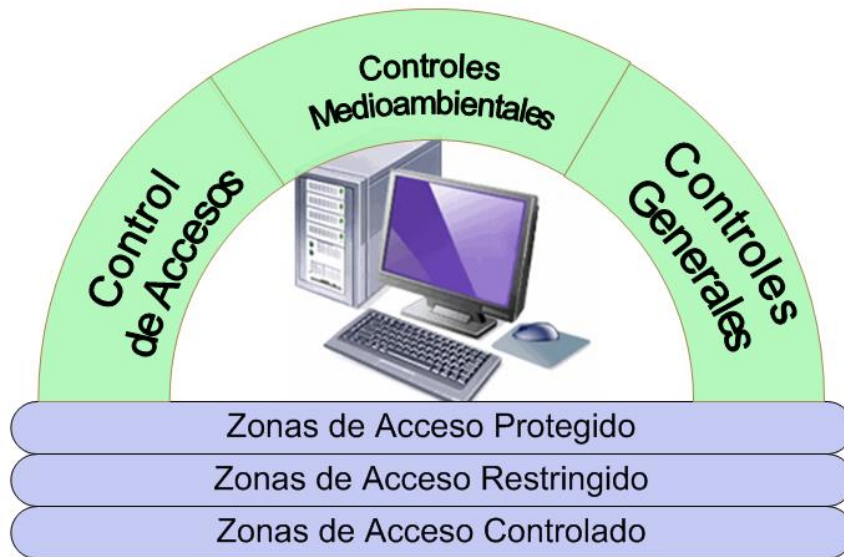 Control
de Accesos
Controles
Medioambientales
Controles
Generales
Zonas de Acceso Protegido
Zonas de Acceso Restringido
Zonas de Acceso Controlado